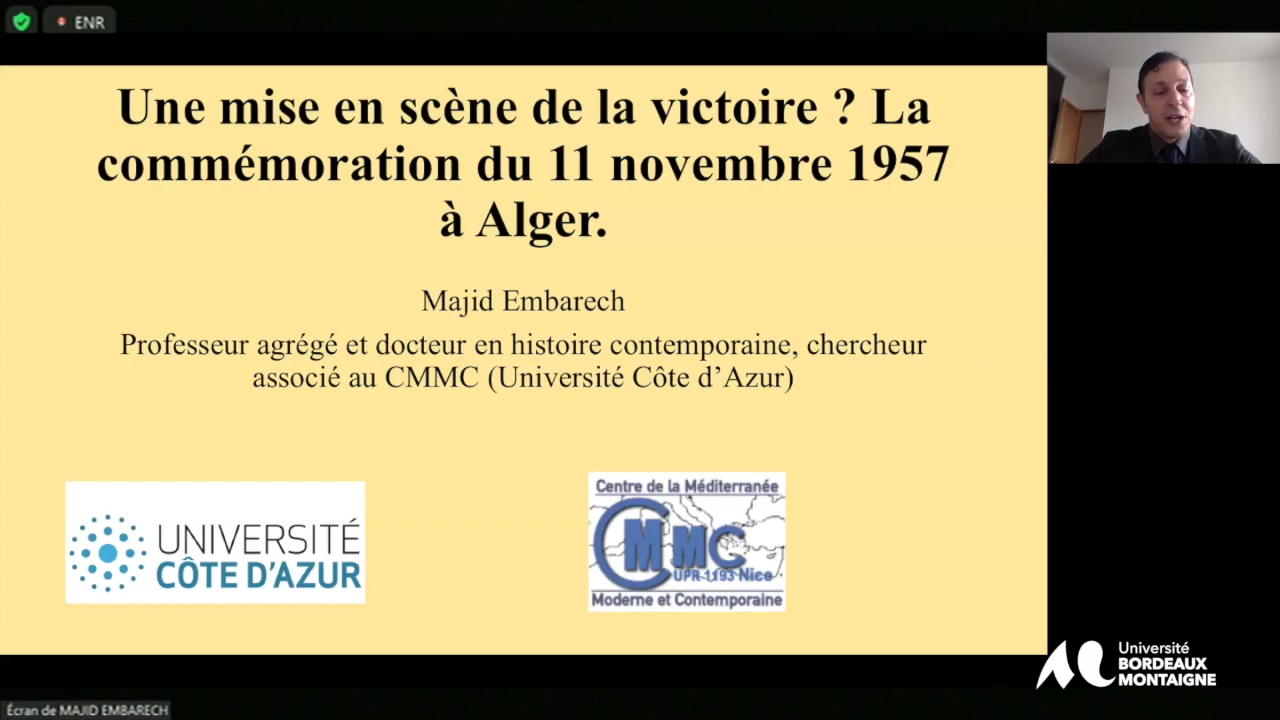 ENR
Une mise en scène de la victoire ? La
commémoration du 11 novembre 1957
à Alger.
Majid Embarech
Professeur agrégé et docteur en histoire contemporaine, chercheur
associé au CMMC (Université Côte d’Azur)
UNIVERSITÉ
CÔTE D’AZUR
Centre de la Méditerranée
CMMC
UPR 1193 Nice
Moderne et Contemporaine
Université
BORDEAUX
MONTAIGNE
Écran de MAJID EMBARECH